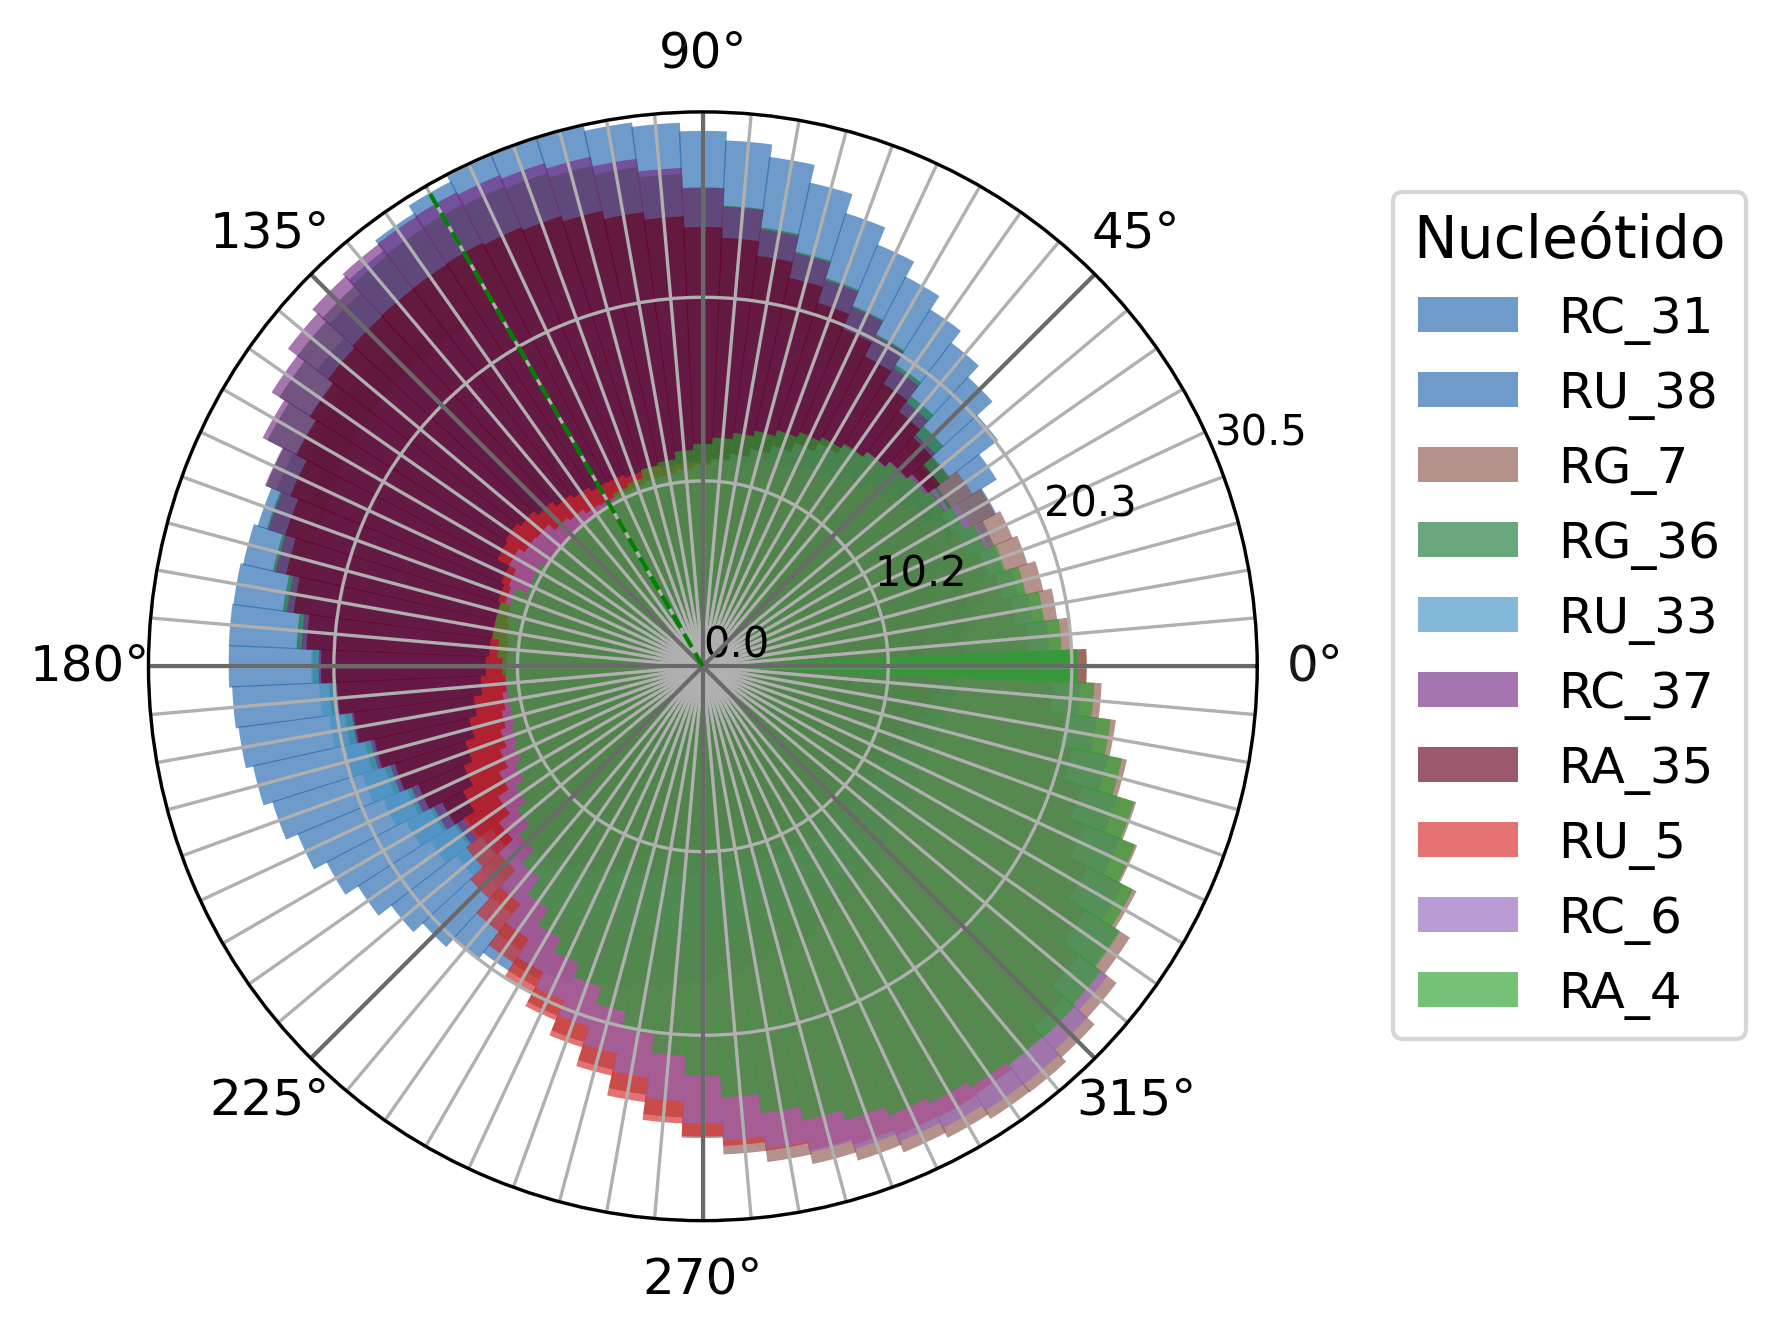 90°
135°
45°
180°
0°
225°
315°
270°
30.5
20.3
10.2
0.0
Nucleótido
RC_31
RU_38
RG_7
RG_36
RU_33
RC_37
RA_35
RU_5
RC_6
RA_4